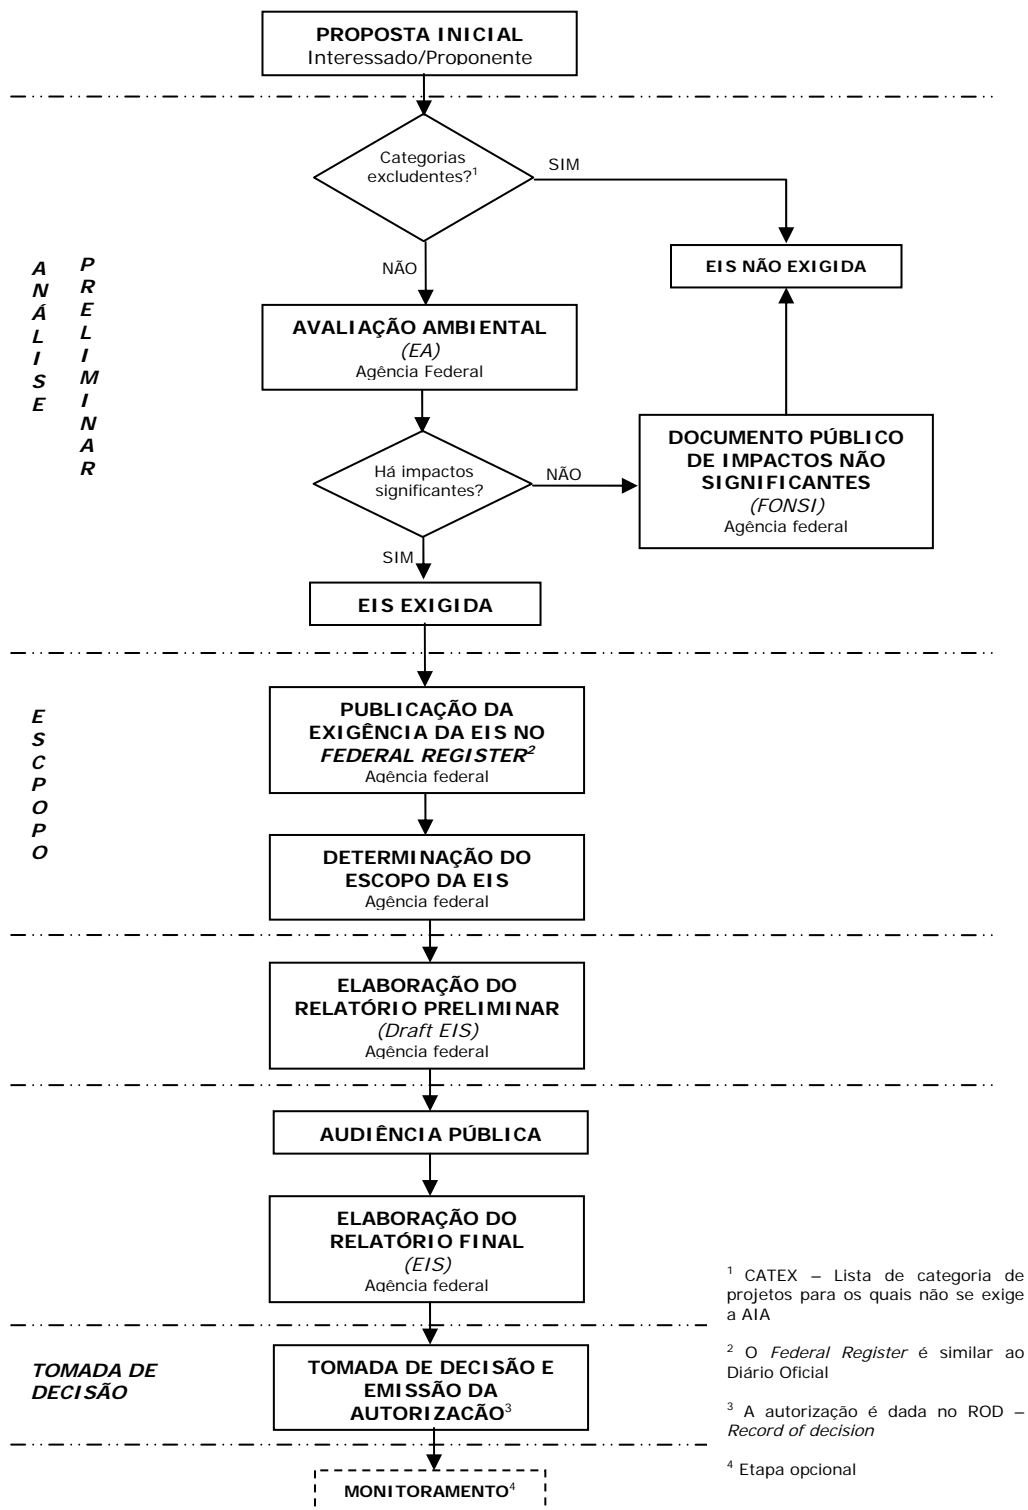 PROPOSTA INICIAL
Interessado/Proponente
Categorias
excludentes?¹
SIM
NÃO
EIS NÃO EXIGIDA
ANÁLISE
PRELIMINAR
AVALIAÇÃO AMBIENTAL
(EA)
Agência Federal
Há impactos
significantes?
NÃO
DOCUMENTO PÚBLICO
DE IMPACTOS NÃO
SIGNIFICANTES
(FONSI)
Agência federal
SIM
EIS EXIGIDA
ESCPOPO
PUBLICAÇÃO DA
EXIGÊNCIA DA EIS NO
FEDERAL REGISTER²
Agência federal
DETERMINAÇÃO DO
ESCOPO DA EIS
Agência federal
ELABORAÇÃO DO
RELATÓRIO PRELIMINAR
(Draft EIS)
Agência federal
AUDIÊNCIA PÚBLICA
ELABORAÇÃO DO
RELATÓRIO FINAL
(EIS)
Agência federal
TOMADA DE
DECISÃO
TOMADA DE DECISÃO E
EMISSÃO DA
AUTORIZACÃO³
MONITORAMENTO⁴
¹ CATEX – Lista de categoria de
projetos para os quais não se exige
a AIA
² O Federal Register é similar ao
Diário Oficial
³ A autorização é dada no ROD –
Record of decision
⁴ Etapa opcional